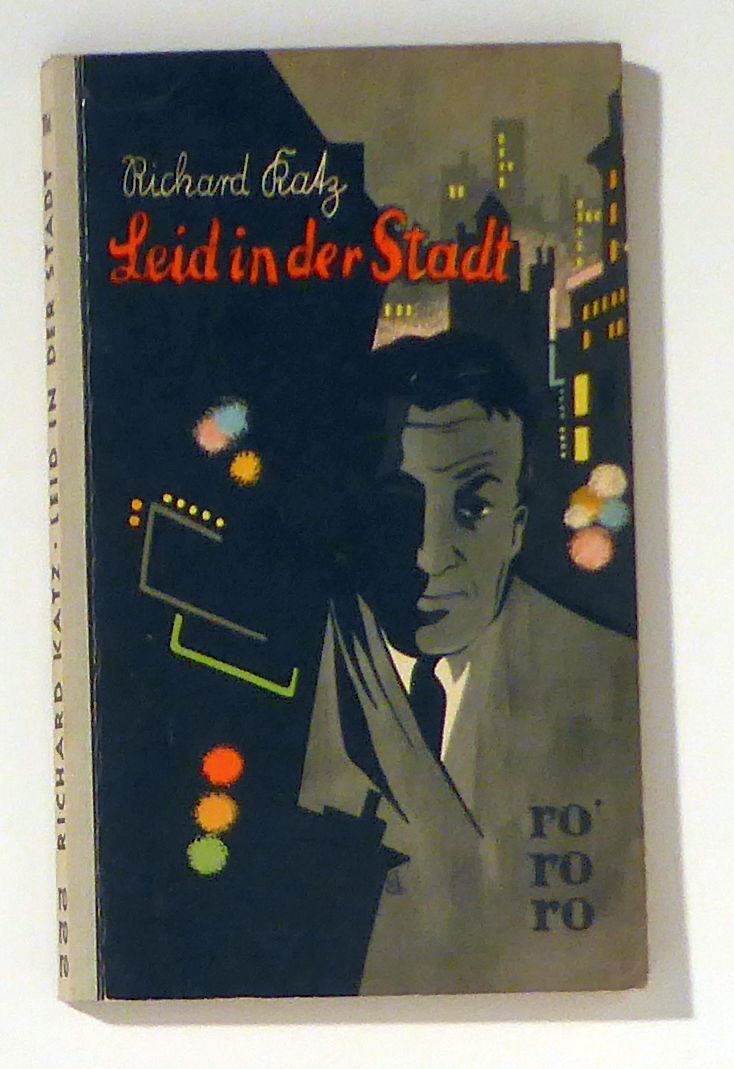 Richard Katz
Leid in der Stadt
ro
ro
ro
RICHARD KATZ · LEID IN DER STADT